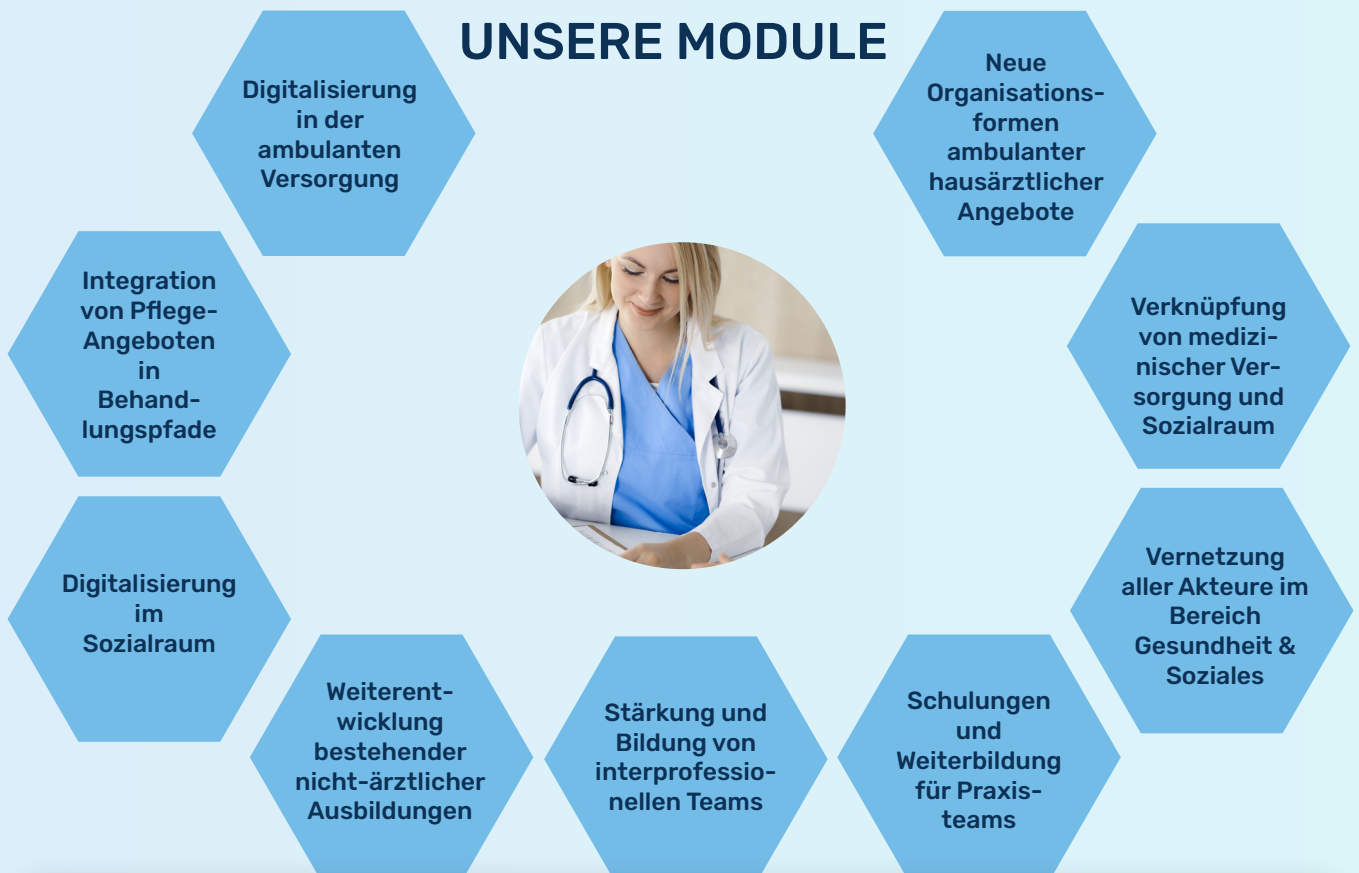 UNSERE MODULE
Digitalisierung
in der
ambulanten
Versorgung
Neue
Organisations-
formen
ambulanter
hausärztlicher
Angebote
Integration
von Pflege-
Angeboten
in
Behand-
lungspfade
Verknüpfung
von medizi-
nischer Ver-
sorgung und
Sozialraum
Digitalisierung
im
Sozialraum
Vernetzung
aller Akteure im
Bereich
Gesundheit &
Soziales
Weiterent-
wicklung
bestehender
nicht-ärztlicher
Ausbildungen
Stärkung und
Bildung von
interprofessio-
nellen Teams
Schulungen
und
Weiterbildung
für Praxis-
teams